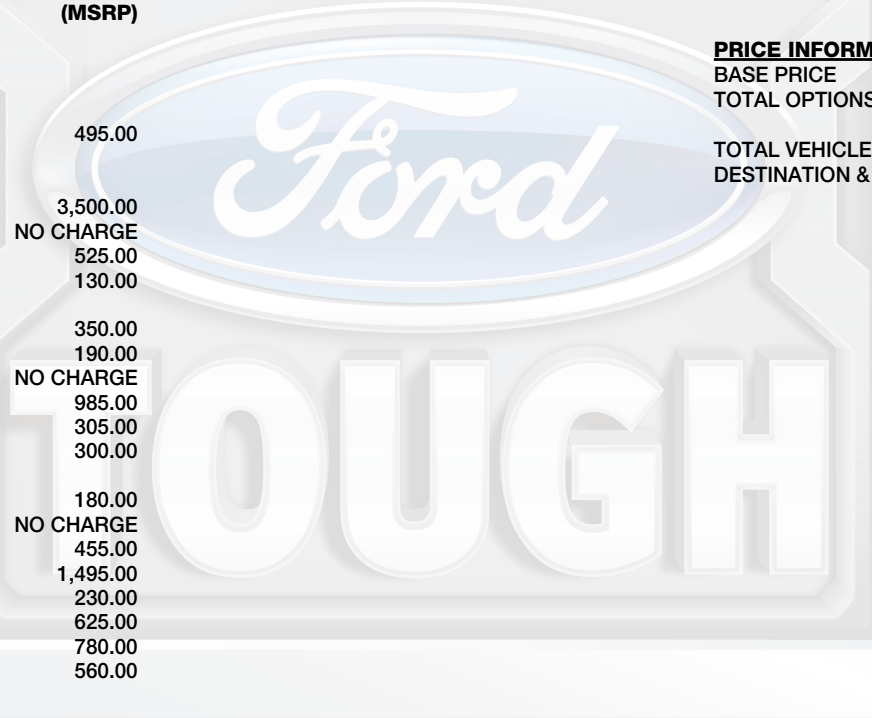 (MSRP)
495.00
3,500.00
NO CHARGE
525.00
130.00
350.00
190.00
NO CHARGE
985.00
305.00
300.00
180.00
NO CHARGE
455.00
1,495.00
230.00
625.00
780.00
560.00
PRICE INFORM
BASE PRICE
TOTAL OPTIONS
TOTAL VEHICLE
DESTINATION &
Ford
TOUGH